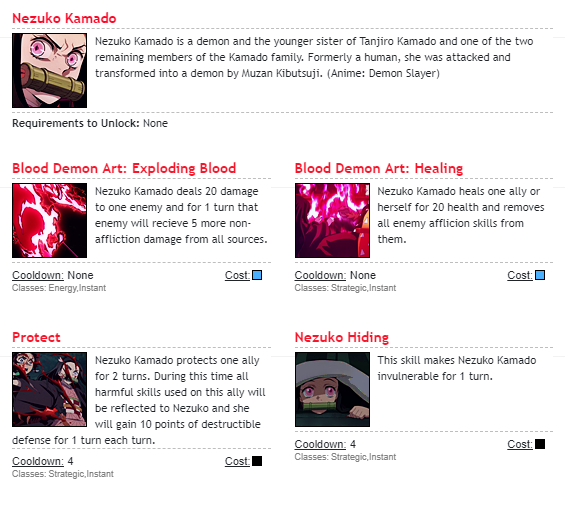 Nezuko Kamado
Nezuko Kamado is a demon and the younger sister of Tanjiro Kamado and one of the two
remaining members of the Kamado family. Formerly a human, she was attacked and
transformed into a demon by Muzan Kibutsuji. (Anime: Demon Slayer)
Requirements to Unlock: None
Blood Demon Art: Exploding Blood
Nezuko Kamado deals 20 damage
to one enemy and for 1 turn that
enemy will recieve 5 more non-
affliction damage from all sources.
Cooldown: None Cost:
Classes: Energy,Instant
Blood Demon Art: Healing
Nezuko Kamado heals one ally or
herself for 20 health and removes
all enemy afflicion skills from
them.
Cooldown: None Cost:
Classes: Strategic,Instant
Protect
Nezuko Kamado protects one ally
for 2 turns. During this time all
harmful skills used on this ally will
be reflected to Nezuko and she
will gain 10 points of destructible
defense for 1 turn each turn.
Cooldown: 4 Cost:
Classes: Strategic,Instant
Nezuko Hiding
This skill makes Nezuko Kamado
invulnerable for 1 turn.
Cooldown: 4 Cost:
Classes: Strategic,Instant